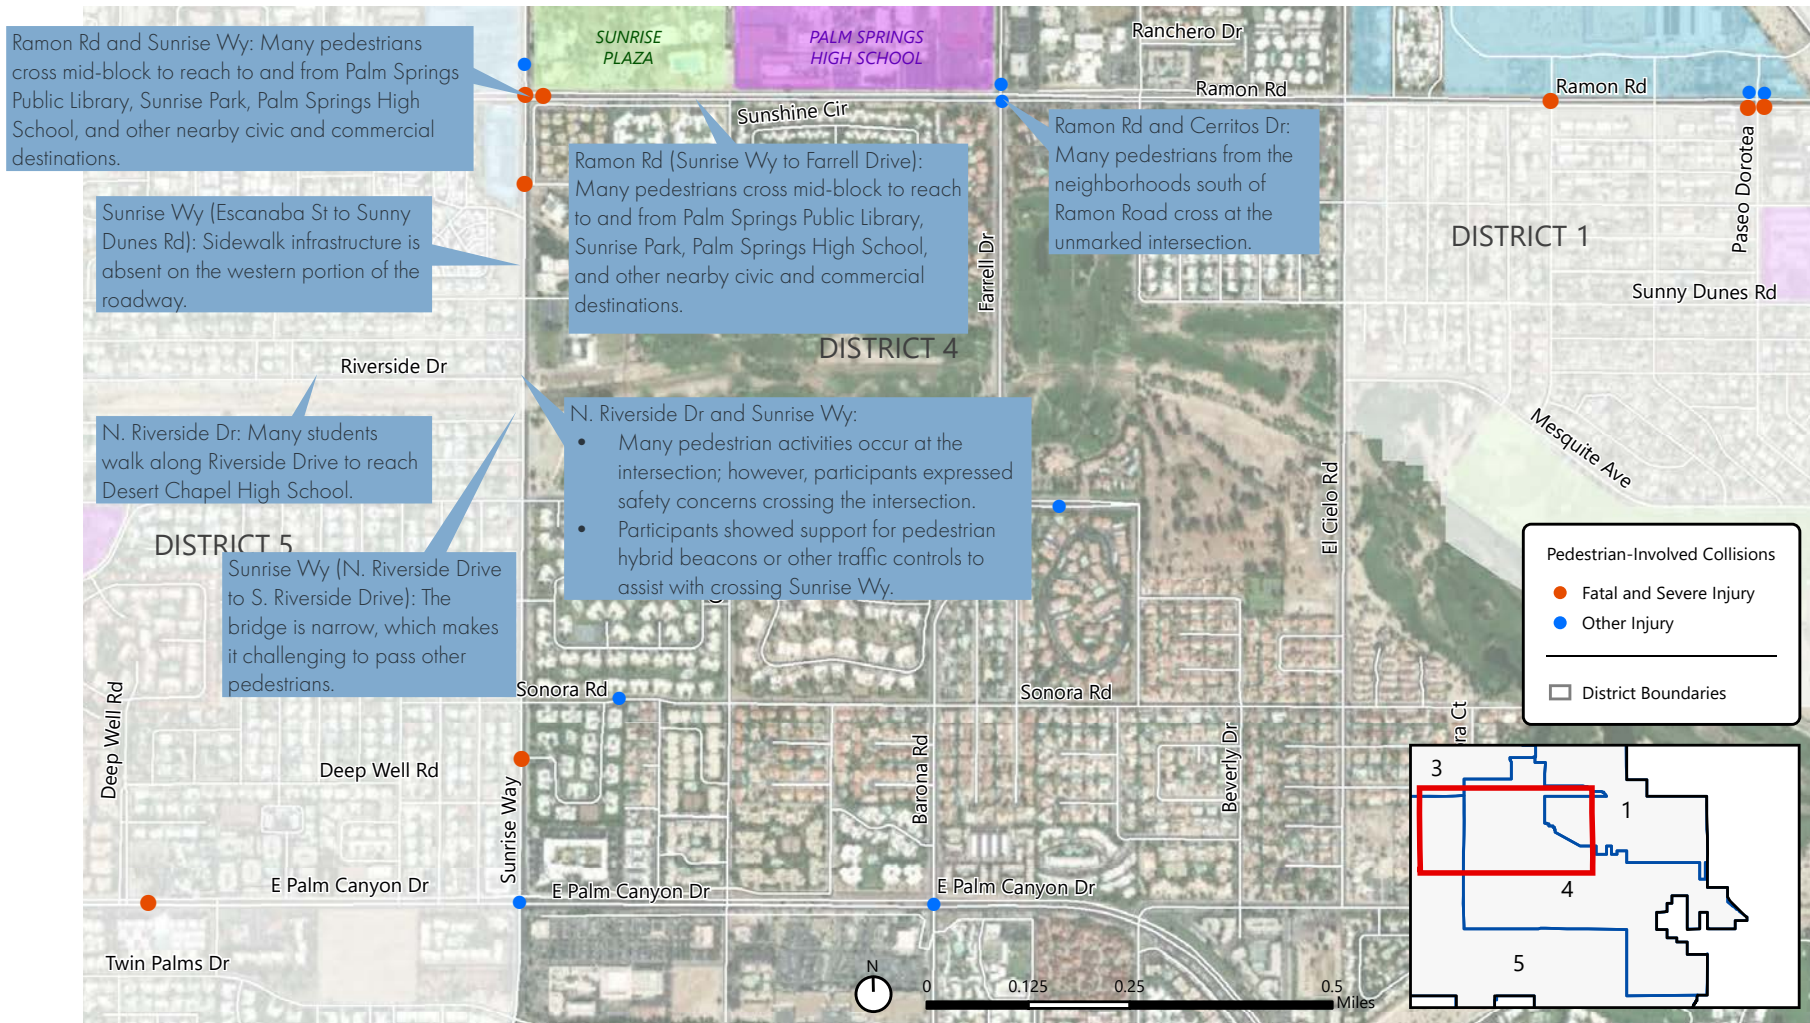 Ramon Rd and Sunrise Wy: Many pedestrians
cross mid-block to reach to and from Palm Springs
Public Library, Sunrise Park, Palm Springs High
School, and other nearby civic and commercial
destinations.
SUNRISE
PLAZA
PALM SPRINGS
HIGH SCHOOL
Ranchero Dr
Ramon Rd
Ramon Rd
Sunshine Cir
Ramon Rd and Cerritos Dr:
Many pedestrians from the
neighborhoods south of
Ramon Road cross at the
unmarked intersection.
Ramon Rd (Sunrise Wy to Farrell Drive):
Many pedestrians cross mid-block to reach
to and from Palm Springs Public Library,
Sunrise Park, Palm Springs High School,
and other nearby civic and commercial
destinations.
Sunrise Wy (Escanaba St to Sunny
Dunes Rd): Sidewalk infrastructure is
absent on the western portion of the
roadway.
Farrell Dr
Paseo Dorotea
DISTRICT 1
Sunny Dunes Rd
DISTRICT 4
Riverside Dr
N. Riverside Dr: Many students
walk along Riverside Drive to reach
Desert Chapel High School.
N. Riverside Dr and Sunrise Wy:
• Many pedestrian activities occur at the
intersection; however, participants expressed
safety concerns crossing the intersection.
• Participants showed support for pedestrian
hybrid beacons or other traffic controls to
assist with crossing Sunrise Wy.
Mesquite Ave
El Cielo Rd
DISTRICT 5
Sunrise Wy (N. Riverside Drive
to S. Riverside Drive): The
bridge is narrow, which makes
it challenging to pass other
pedestrians.
Pedestrian-Involved Collisions
Fatal and Severe Injury
Other Injury
District Boundaries
Sonora Rd
Sonora Rd
Deep Well Rd
Deep Well Rd
Sunrise Way
Barona Rd
Beverly Dr
ra Ct
E Palm Canyon Dr
E Palm Canyon Dr
E Palm Canyon Dr
Twin Palms Dr
N
0 0.125 0.25 0.5
Miles
3
1
4
5